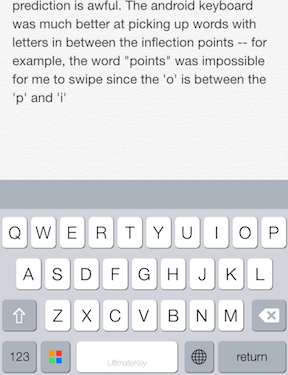 prediction is awful. The android keyboard
was much better at picking up words with
letters in between the inflection points -- for
example, the word "points" was impossible
for me to swipe since the 'o' is between the
'p' and 'i'
Q W E R T Y U I O P
A S D F G H J K L
Z X C V B N M
123 UltimateKey return